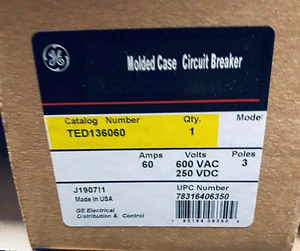 Molded Case Circuit Breaker
Catalog Number Qty. Model
TED136060 1
Amps Volts Poles
60 600 VAC 3
250 VDC
J190711
Made in USA
GE Electrical
Distribution & Control
UPC Number
78316406350